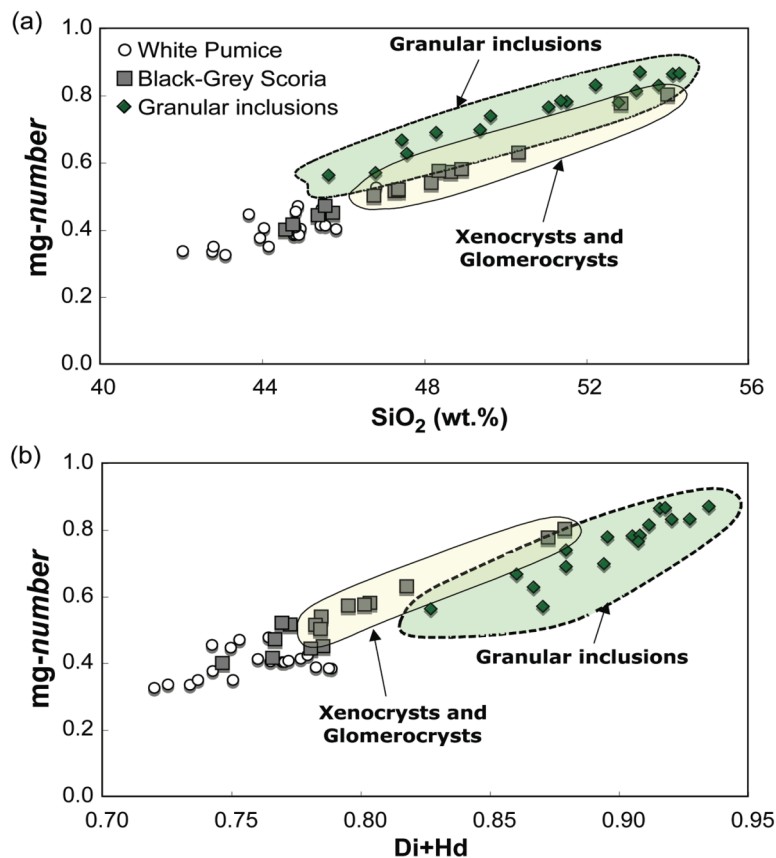 (a)
1.0
0.8
0.6
0.4
0.2
0.0
mg-number
White Pumice
Black-Grey Scoria
Granular inclusions
Granular inclusions
Xenocrysts and
Glomerocrysts
40 44 48 52 56
SiO2 (wt.%)
(b)
1.0
0.8
0.6
0.4
0.2
0.0
mg-number
Granular inclusions
Xenocrysts and
Glomerocrysts
0.70 0.75 0.80 0.85 0.90 0.95
Di+Hd